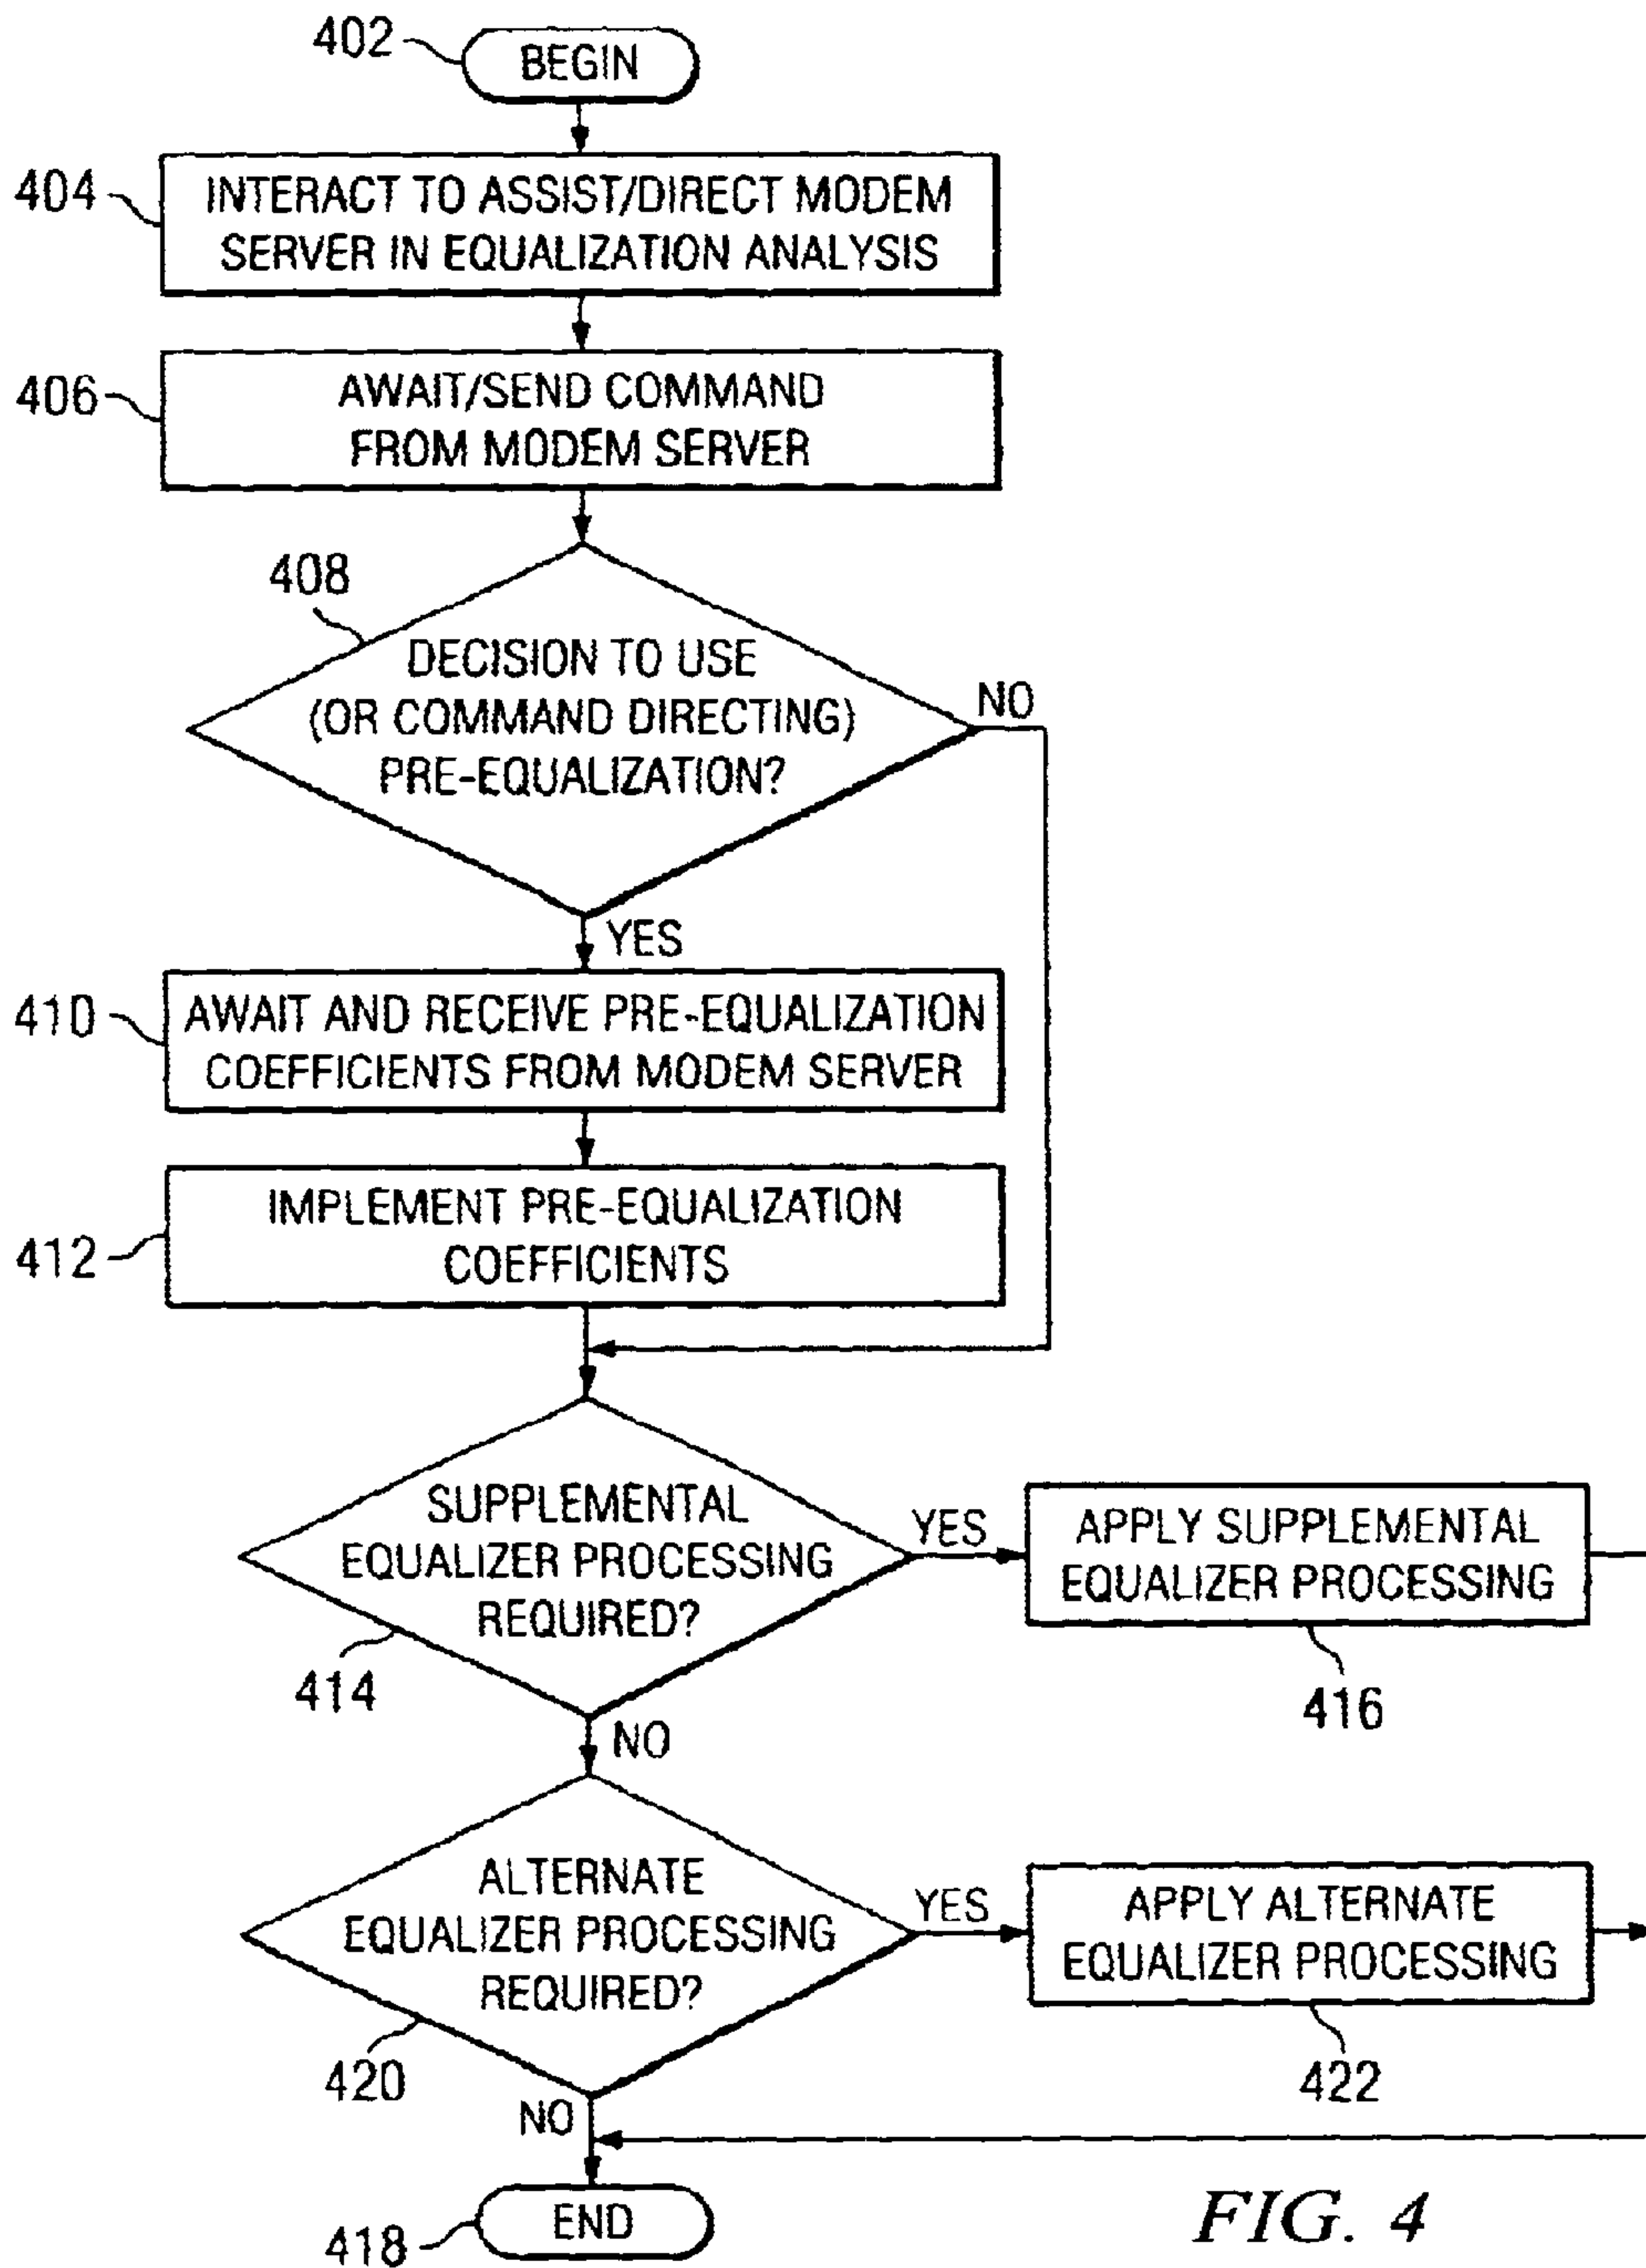 402
BEGIN
404
INTERACT TO ASSIST/DIRECT MODEM
SERVER IN EQUALIZATION ANALYSIS
406
AWAIT/SEND COMMAND
FROM MODEM SERVER
408
DECISION TO USE
(OR COMMAND DIRECTING)
PRE-EQUALIZATION?
NO
YES
410
AWAIT AND RECEIVE PRE-EQUALIZATION
COEFFICIENTS FROM MODEM SERVER
412
IMPLEMENT PRE-EQUALIZATION
COEFFICIENTS
SUPPLEMENTAL
EQUALIZER PROCESSING
REQUIRED?
414
YES
APPLY SUPPLEMENTAL
EQUALIZER PROCESSING
416
NO
ALTERNATE
EQUALIZER PROCESSING
REQUIRED?
420
YES
APPLY ALTERNATE
EQUALIZER PROCESSING
422
NO
418
END
FIG. 4